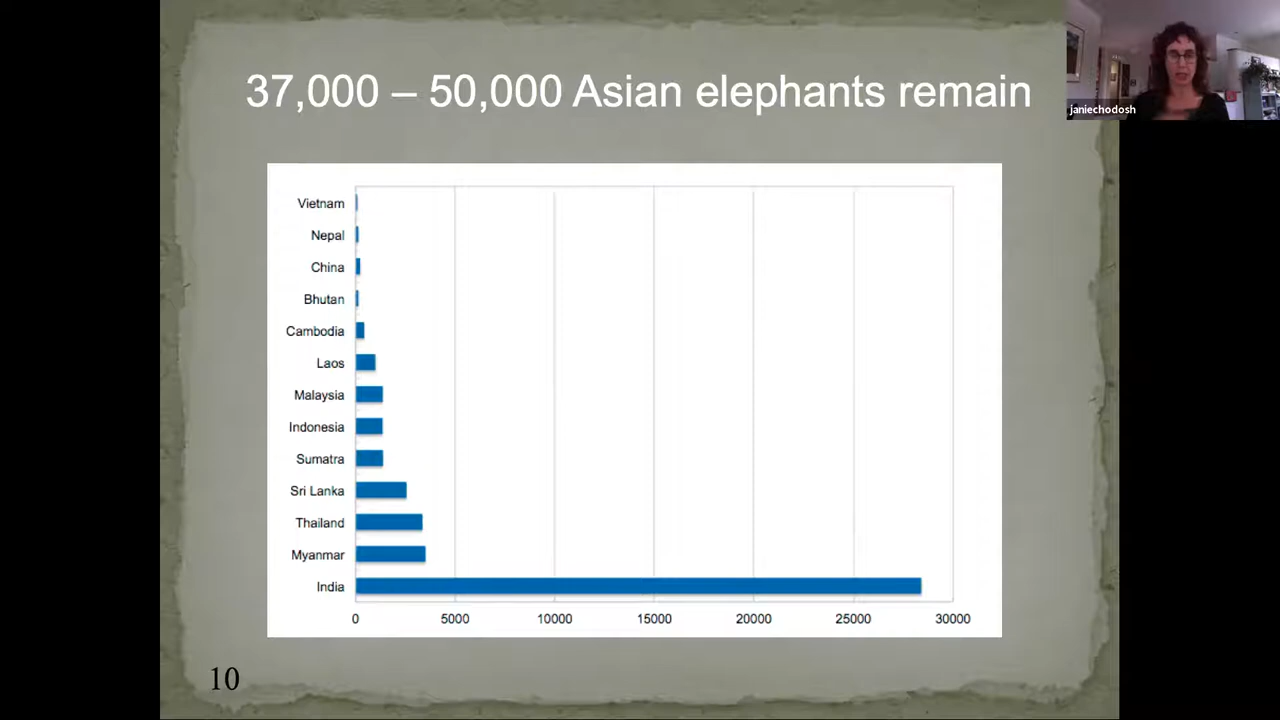 37,000 – 50,000 Asian elephants remain
janiechodosh
Vietnam
Nepal
China
Bhutan
Cambodia
Laos
Malaysia
Indonesia
Sumatra
Sri Lanka
Thailand
Myanmar
India
0 5000 10000 15000 20000 25000 30000
10